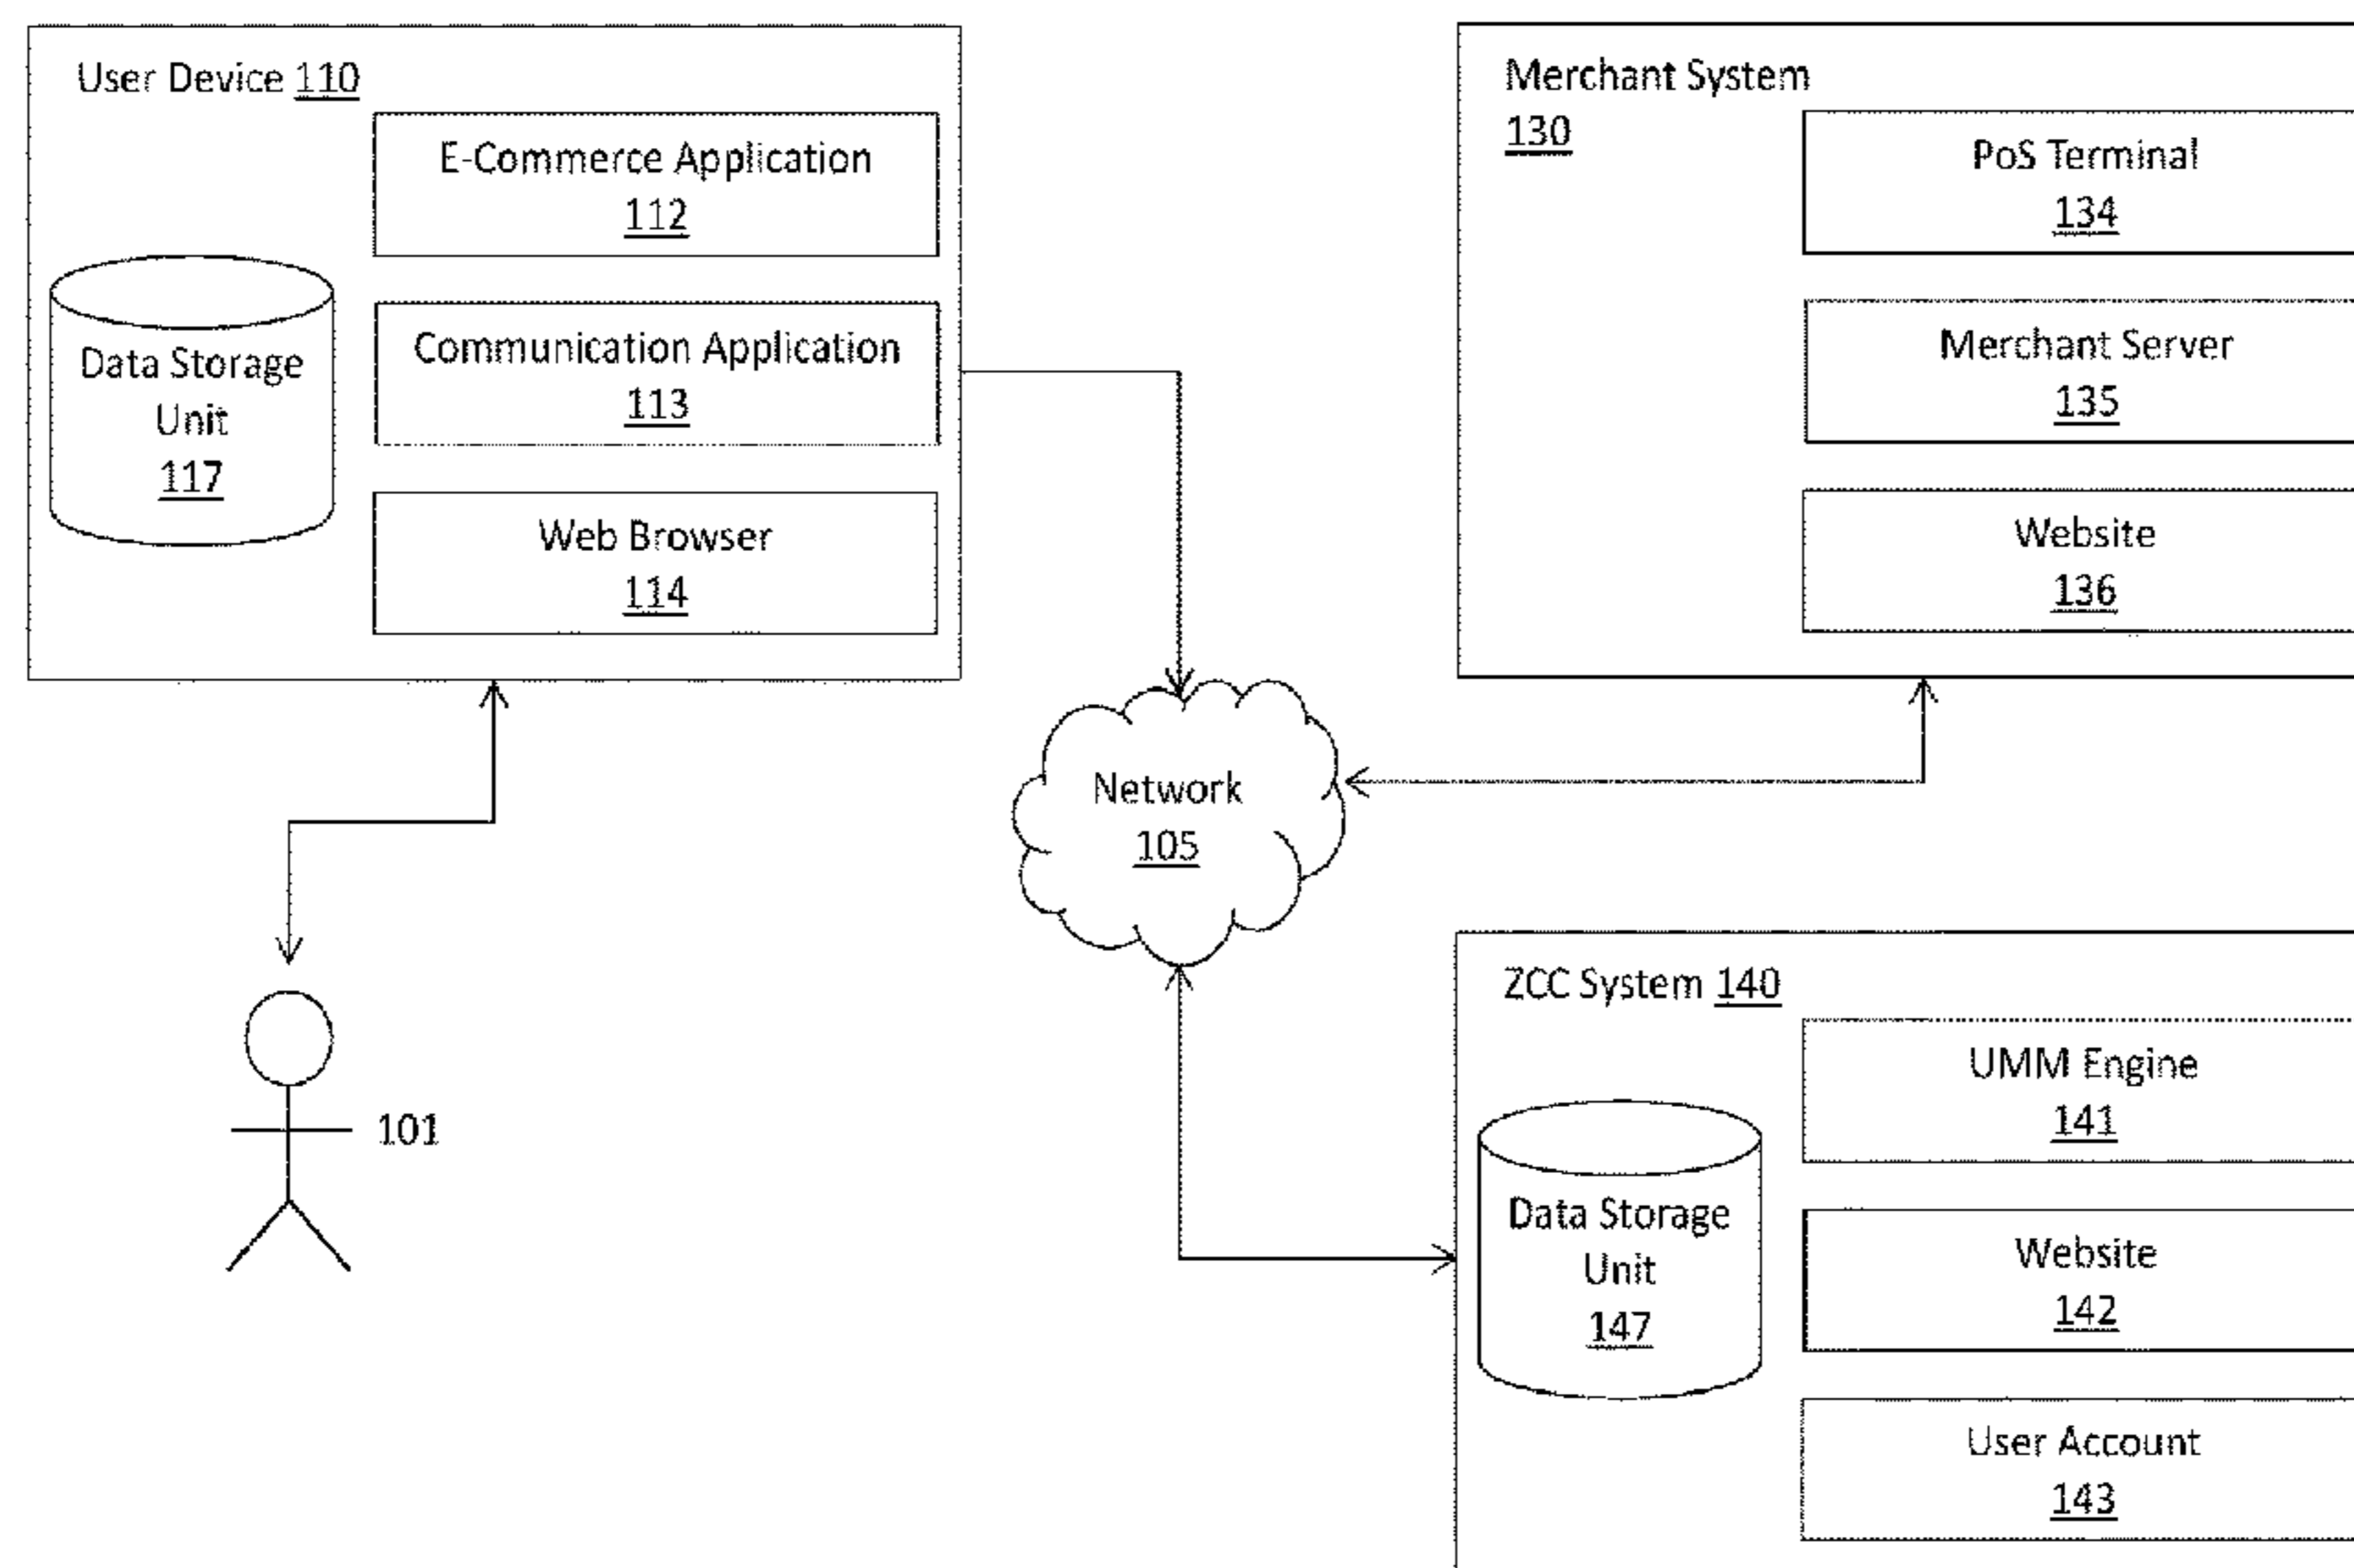 User Device 110
E-Commerce Application
112
Data Storage
Unit
117
Communication Application
113
Web Browser
114
Merchant System
130
PoS Terminal
134
Merchant Server
135
Website
136
Network
105
101
ZCC System 140
UMM Engine
141
Data Storage
Unit
147
Website
142
User Account
143